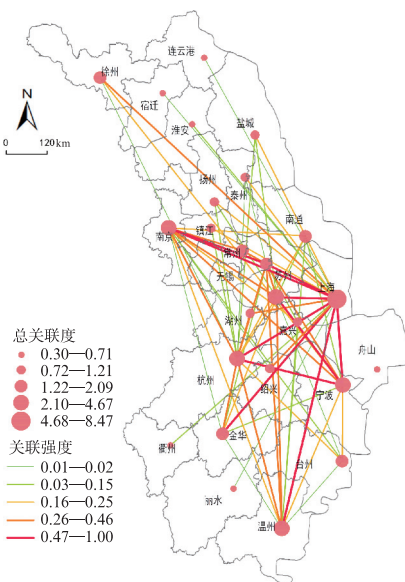 连云港
徐州
宿迁
N
淮安
盐城
0 120 km
扬州
泰州
南通
南京
镇江
常州
无锡
苏州
上海
湖州
嘉兴
舟山
杭州
绍兴
宁波
金华
衢州
台州
丽水
温州
总关联度
0.30—0.71
0.72—1.21
1.22—2.09
2.10—4.67
4.68—8.47
关联强度
0.01—0.02
0.03—0.15
0.16—0.25
0.26—0.46
0.47—1.00